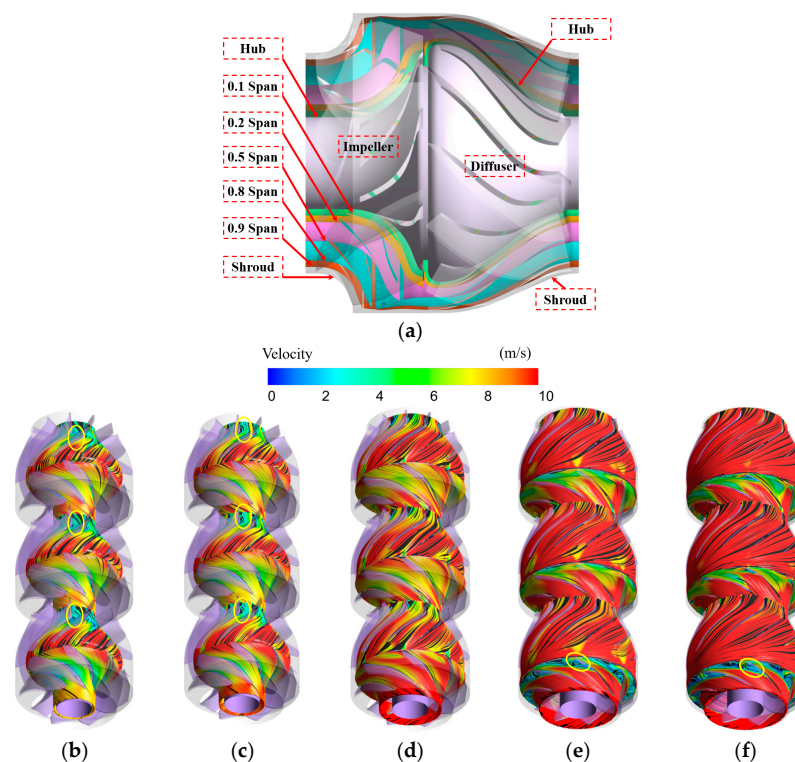 Hub
Hub
0.1 Span
0.2 Span
Impeller
Diffuser
0.5 Span
0.8 Span
0.9 Span
Shroud
Shroud
(a)
Velocity (m/s)
0 2 4 6 8 10
(b) (c) (d) (e) (f)